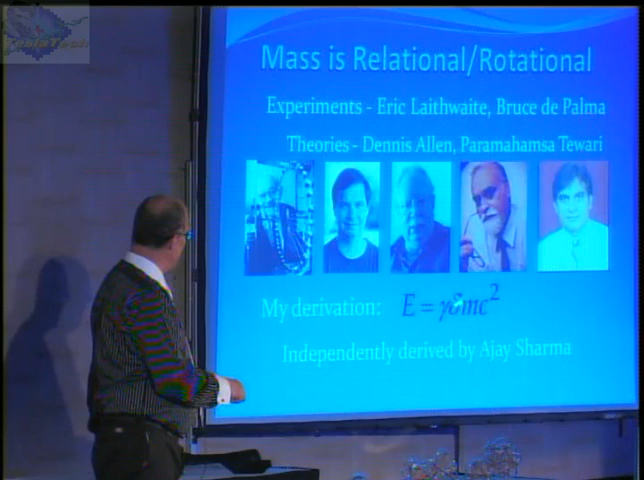 TeslaTech
Mass is Relational/Rotational
Experiments - Eric Laithwaite, Bruce de Palma
Theories - Dennis Allen, Paramahamsa Tewari
My derivation: E = γδmc²
Independently derived by Ajay Sharma